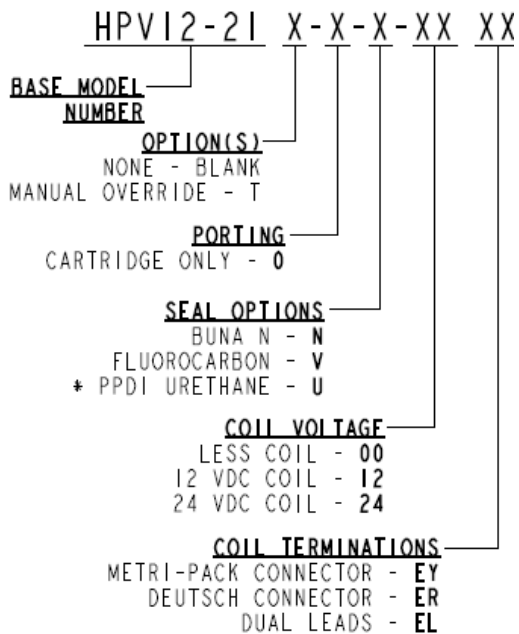 HPV12-21 X-X-X-XX XX
BASE MODEL
NUMBER
OPTION(S)
NONE - BLANK
MANUAL OVERRIDE - T
PORTING
CARTRIDGE ONLY - 0
SEAL OPTIONS
BUNA N - N
FLUOROCARBON - V
* PPDI URETHANE - U
COIL VOLTAGE
LESS COIL - 00
12 VDC COIL - 12
24 VDC COIL - 24
COIL TERMINATIONS
METRI-PACK CONNECTOR - EY
DEUTSCH CONNECTOR - ER
DUAL LEADS - EL